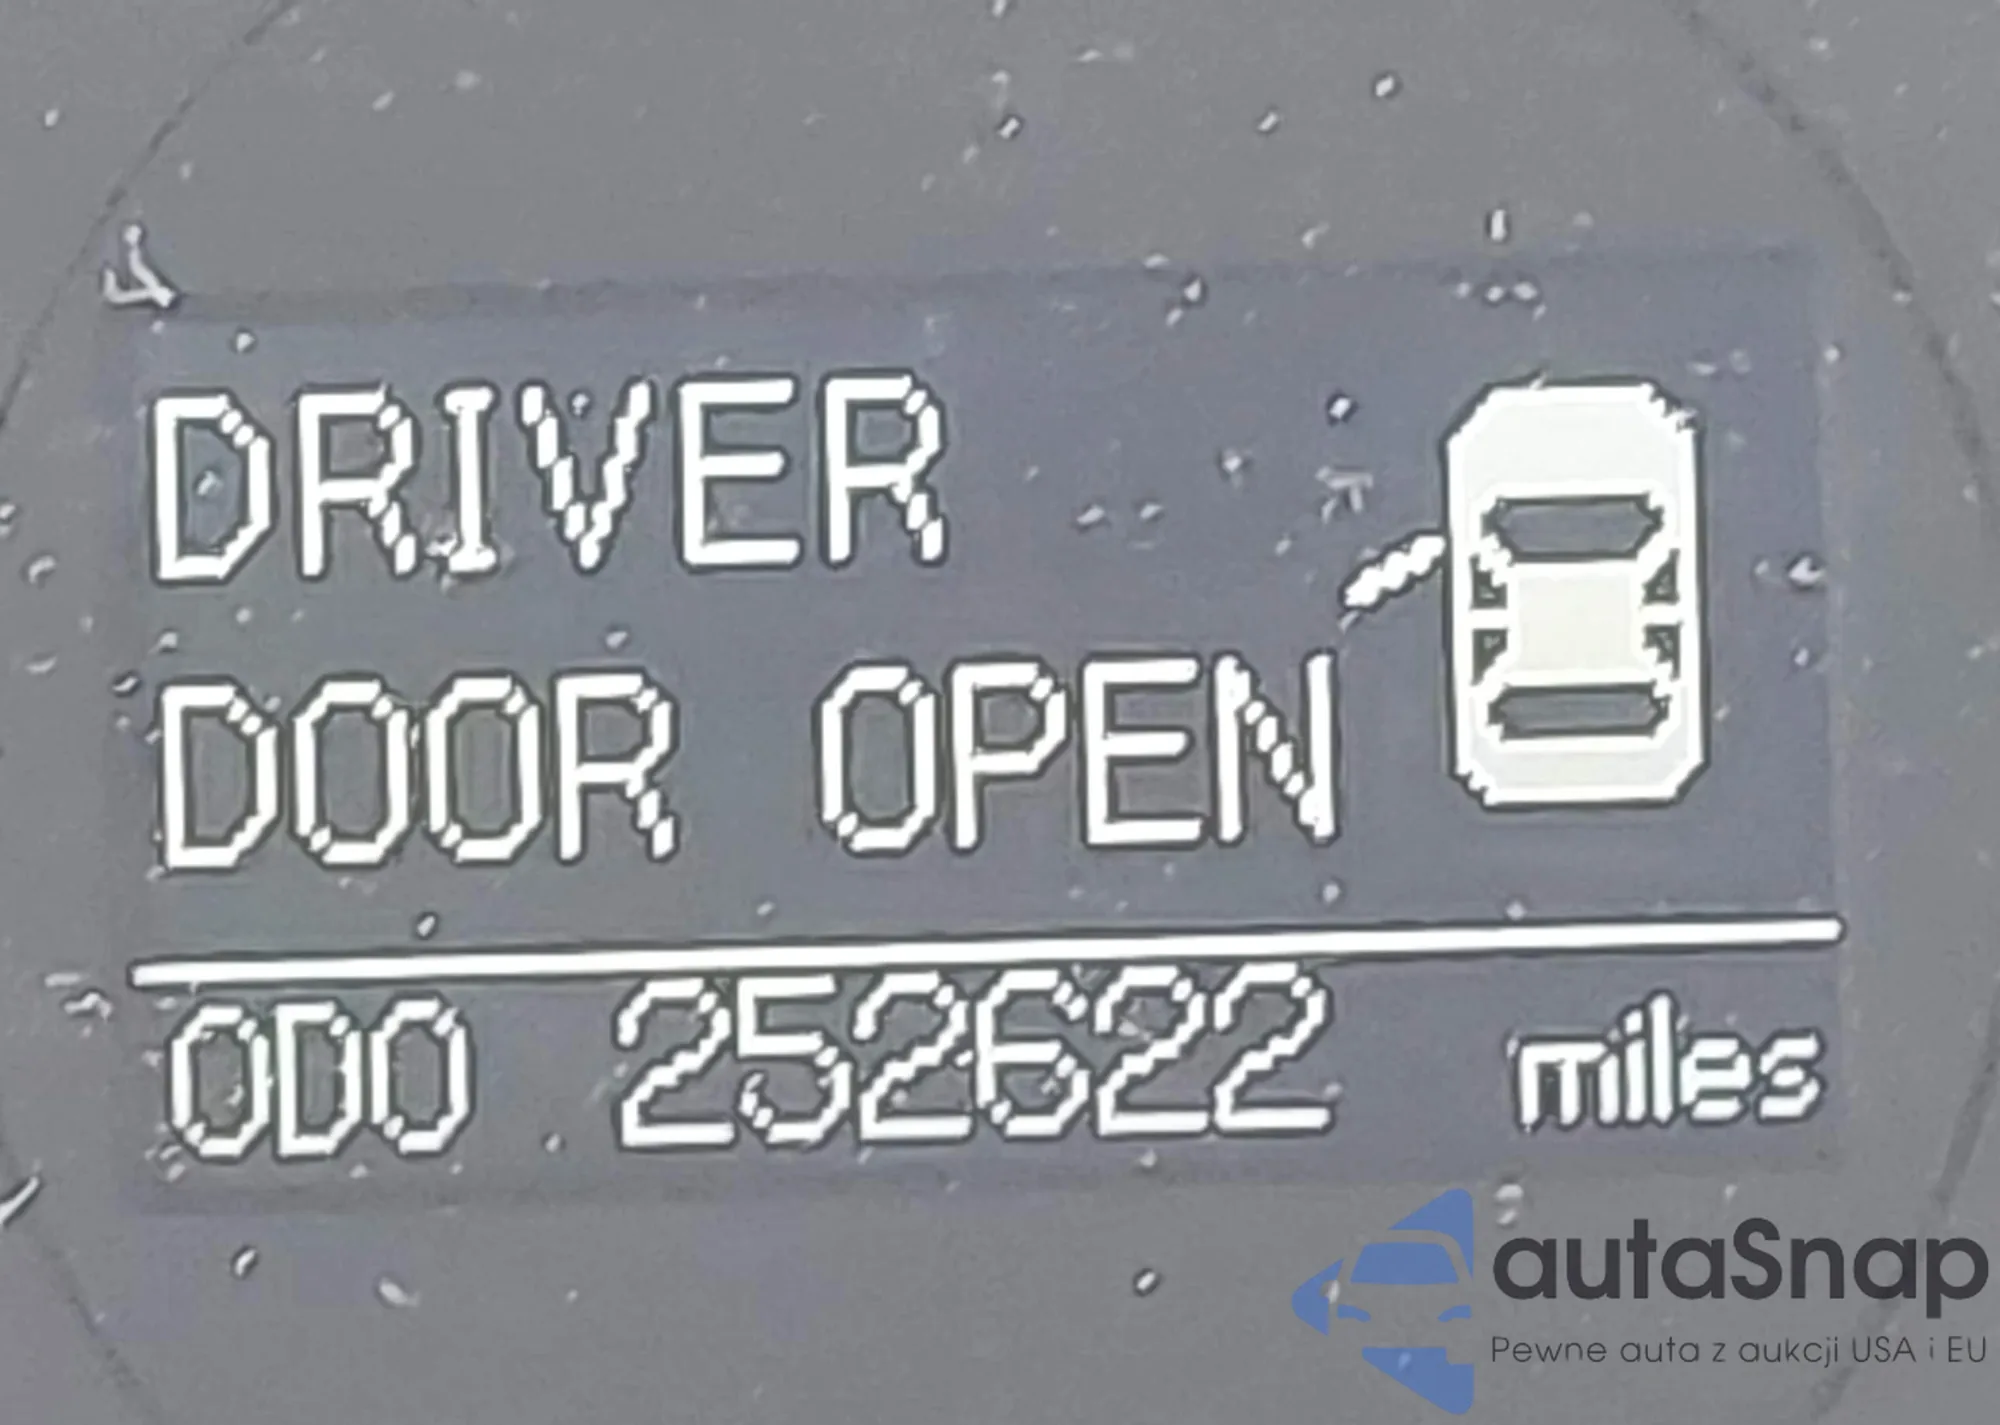 DRIVER
DOOR OPEN
ODO 252622 miles
autaSnap
Pewne auta z aukcji USA i EU